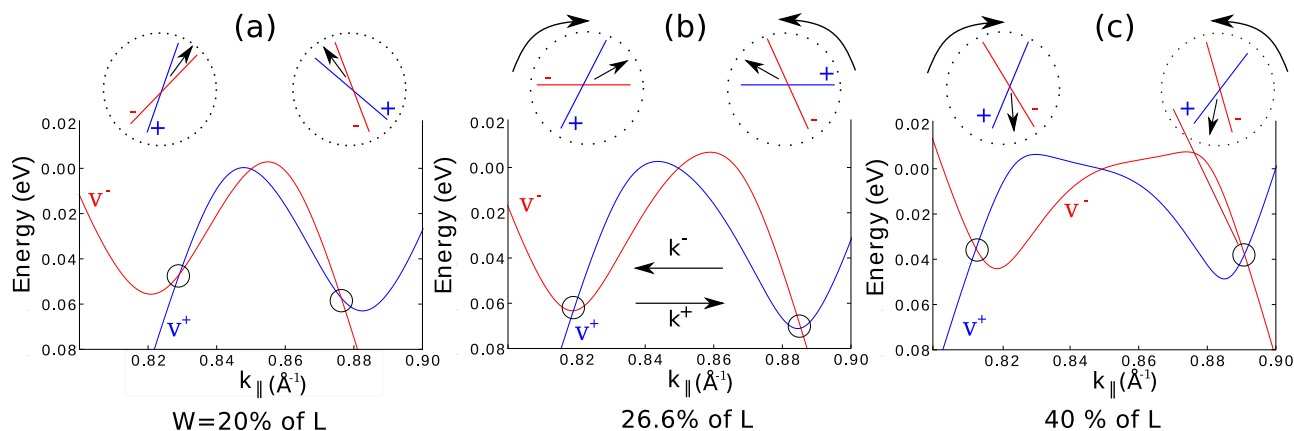 (a)
- +
+ -
Energy (eV)
0.02
0.00
0.02
0.04
0.06
0.08
v-
v+
0.82 0.84 0.86 0.88 0.90
k∥(Å-1)
W=20% of L
(b)
- +
+ -
Energy (eV)
0.02
0.00
0.02
0.04
0.06
0.08
v-
v+
k-
k+
0.82 0.84 0.86 0.88 0.90
k∥(Å-1)
26.6% of L
(c)
+ -
+ -
Energy (eV)
0.02
0.00
0.02
0.04
0.06
0.08
v-
v+
0.82 0.84 0.86 0.88 0.90
k∥(Å-1)
40 % of L